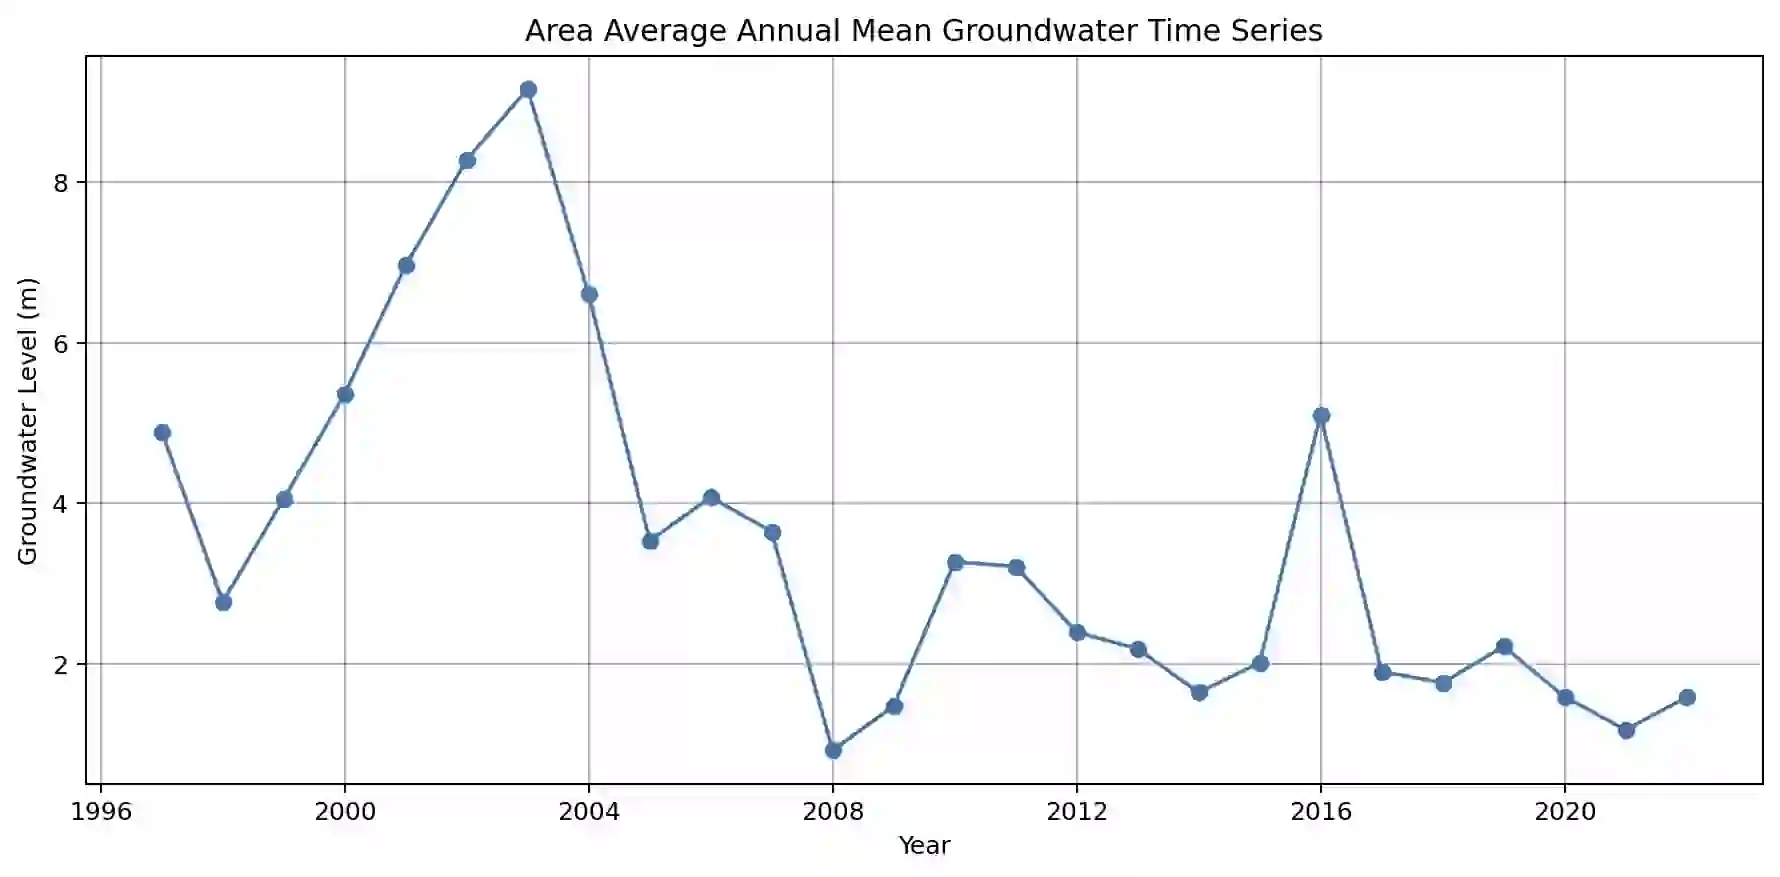 Area Average Annual Mean Groundwater Time Series
Groundwater Level (m)
8
6
4
2
1996 2000 2004 2008 2012 2016 2020
Year